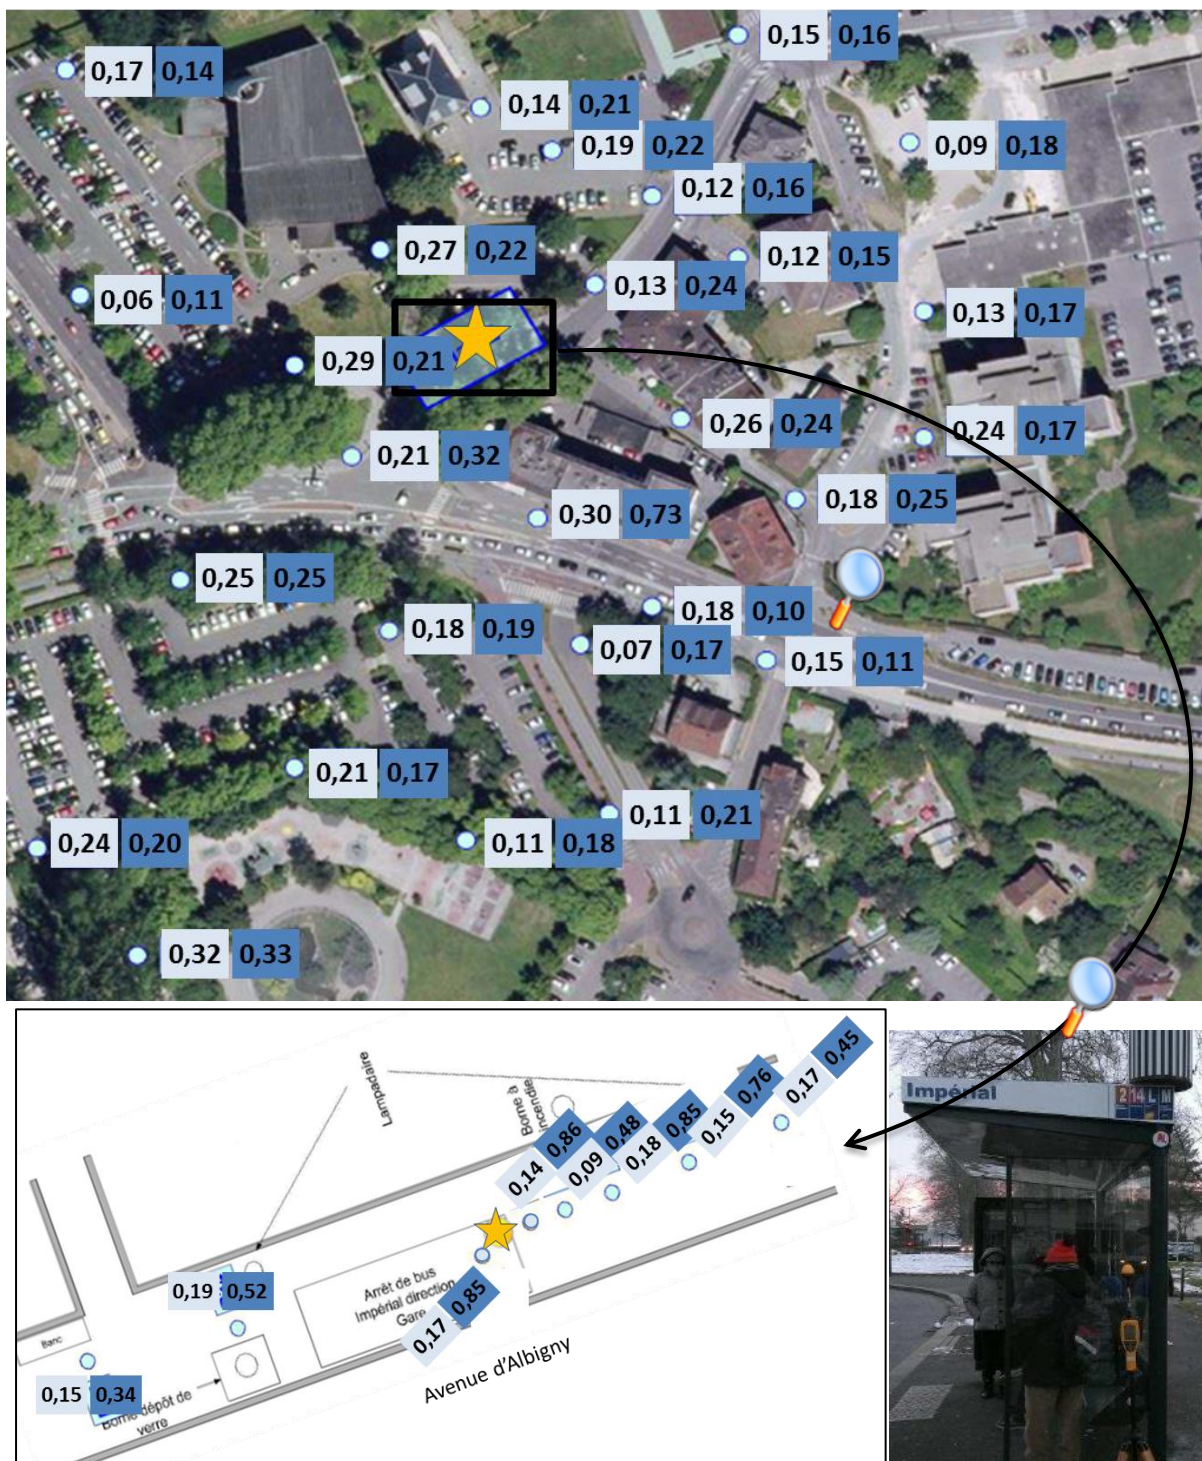 0,15 0,16
0,17 0,14
0,14 0,21
0,19 0,22
0,09 0,18
0,12 0,16
0,27 0,22
0,12 0,15
0,13 0,24
0,06 0,11
0,13 0,17
0,29 0,21
0,26 0,24
0,24 0,17
0,21 0,32
0,18 0,25
0,30 0,73
0,25 0,25
0,18 0,10
0,18 0,19
0,07 0,17
0,15 0,11
0,21 0,17
0,11 0,21
0,24 0,20
0,11 0,18
0,32 0,33
Lampadaire
Borne à
incendie
0,14 0,86
0,09 0,48
0,18 0,85
0,15 0,76
0,17 0,45
0,19 0,52
Arrêt de bus
Impérial direction
Gare
0,17 0,85
Banc
0,15 0,34
Borne dépôt de
verre
Avenue d'Albigny
Impérial
2 14 L M